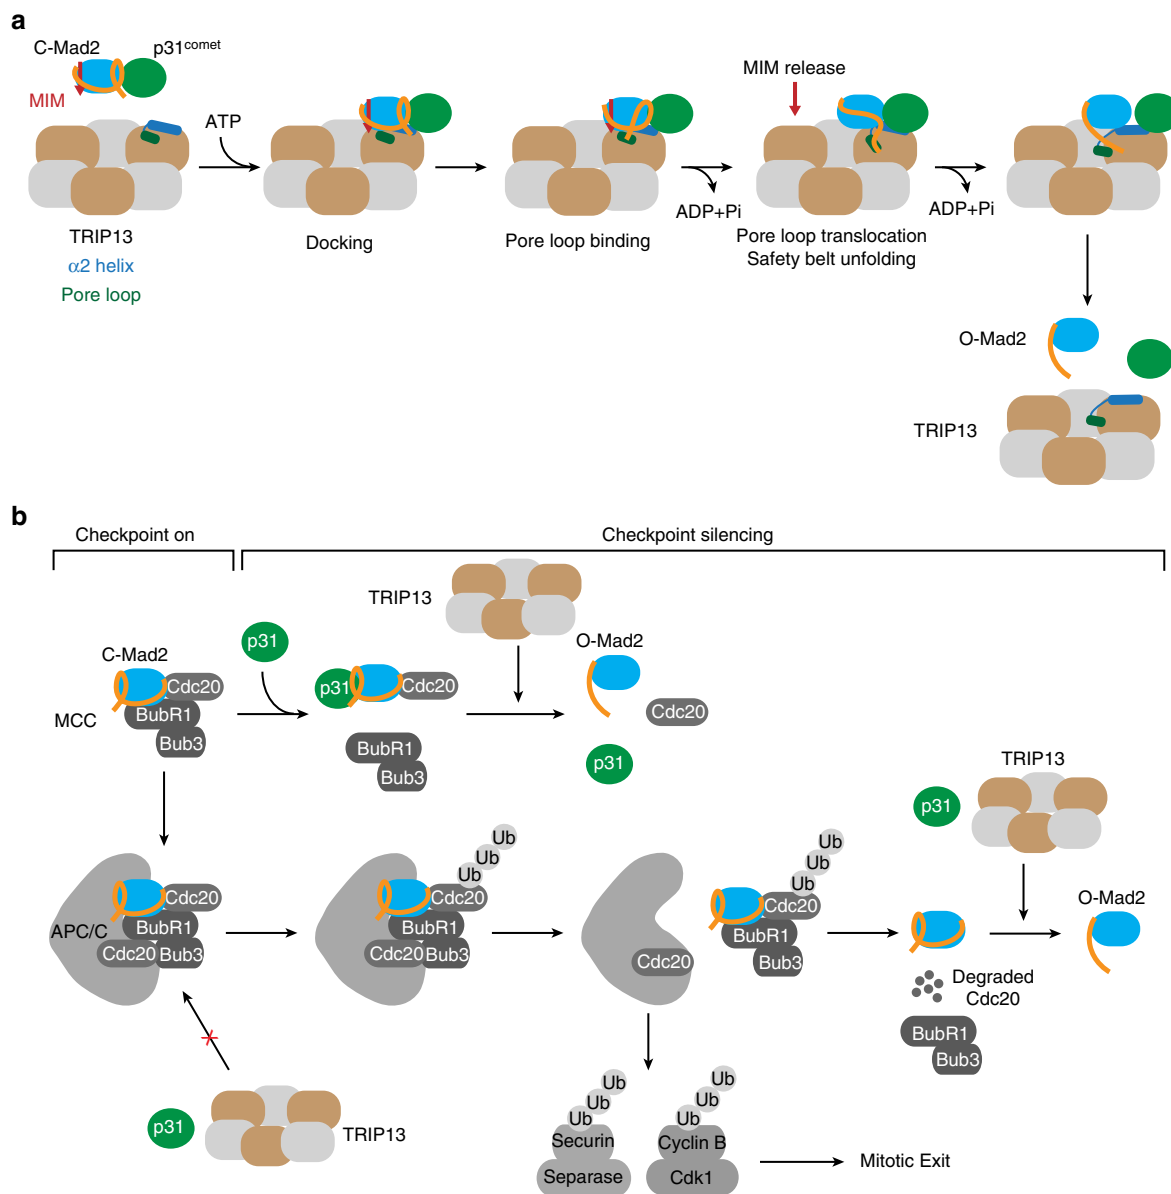 a
C-Mad2
p31comet
MIM
ATP
MIM release
ADP+Pi
ADP+Pi
TRIP13
α2 helix
Pore loop
Docking
Pore loop binding
Pore loop translocation
Safety belt unfolding
O-Mad2
TRIP13
b
Checkpoint on
Checkpoint silencing
TRIP13
p31
C-Mad2
Cdc20
BubR1
Bub3
MCC
p31
Cdc20
BubR1
Bub3
O-Mad2
Cdc20
p31
TRIP13
p31
APC/C
Cdc20
BubR1
Cdc20
Bub3
Ub
Ub
Ub
Cdc20
BubR1
Cdc20
Bub3
Cdc20
Ub
Ub
Ub
Cdc20
BubR1
Bub3
O-Mad2
Degraded
Cdc20
BubR1
Bub3
p31
TRIP13
Ub
Ub
Ub
Securin
Separase
Ub
Ub
Ub
Cyclin B
Cdk1
Mitotic Exit